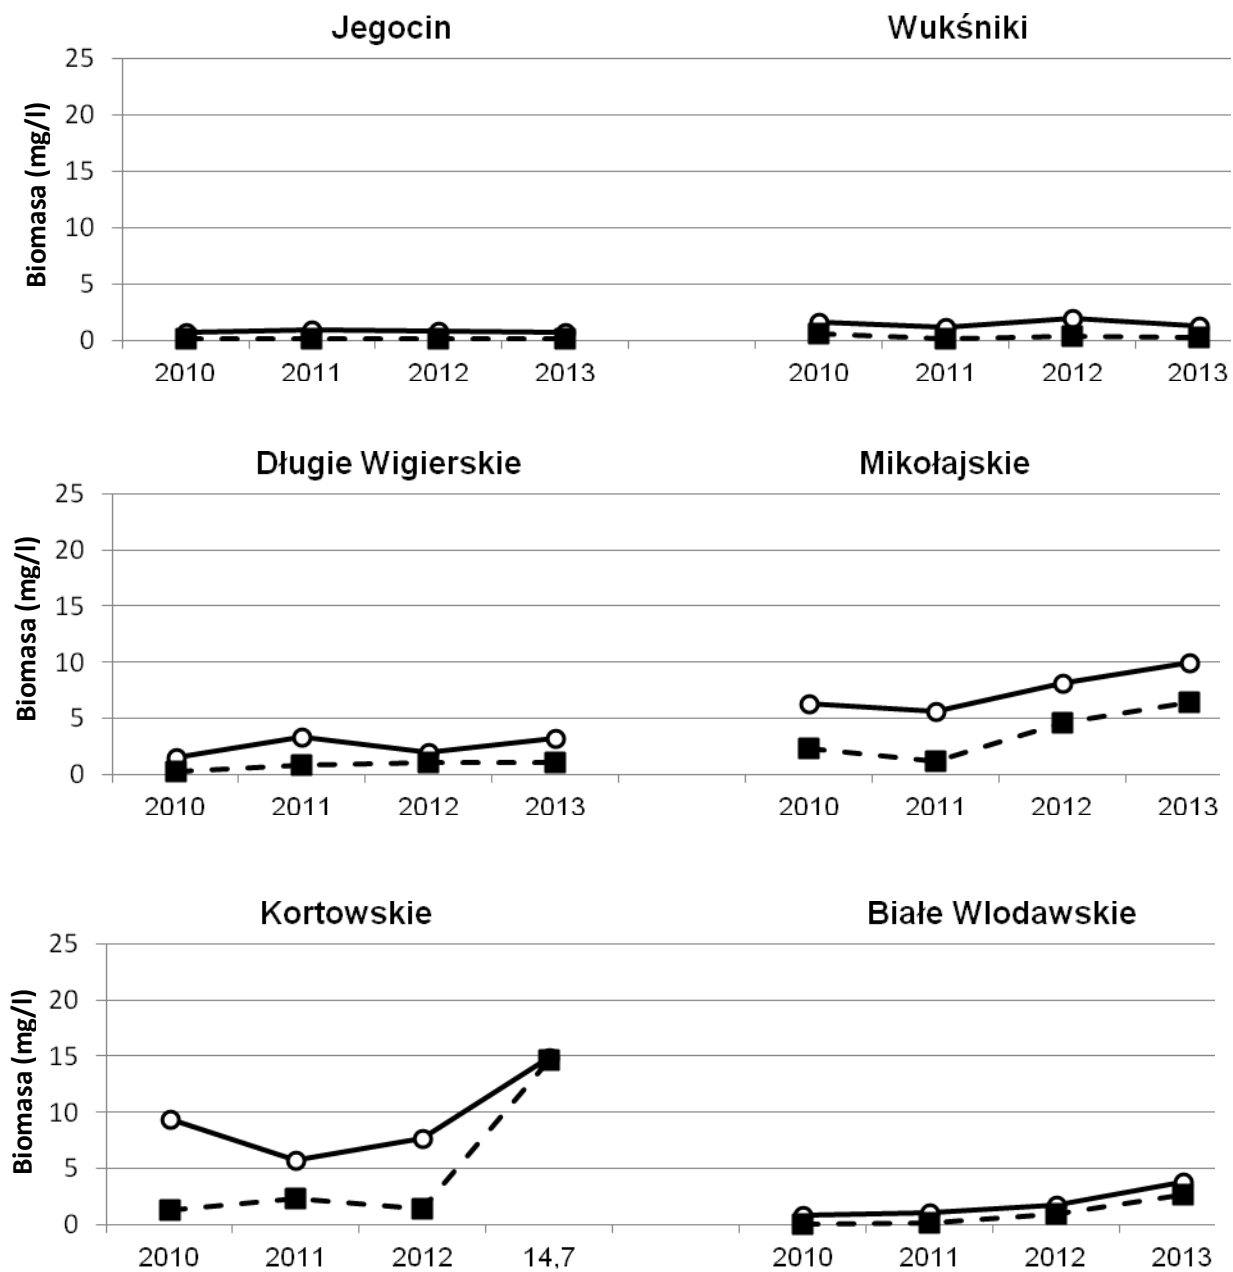 Jegocin Wukśniki
Biomasa (mg/l)
25
20
15
10
5
0
2010 2011 2012 2013 2010 2011 2012 2013
Długie Wigierskie Mikołajskie
Biomasa (mg/l)
25
20
15
10
5
0
2010 2011 2012 2013 2010 2011 2012 2013
Kortowskie Białe Wlodawskie
Biomasa (mg/l)
25
20
15
10
5
0
2010 2011 2012 14,7 2010 2011 2012 2013